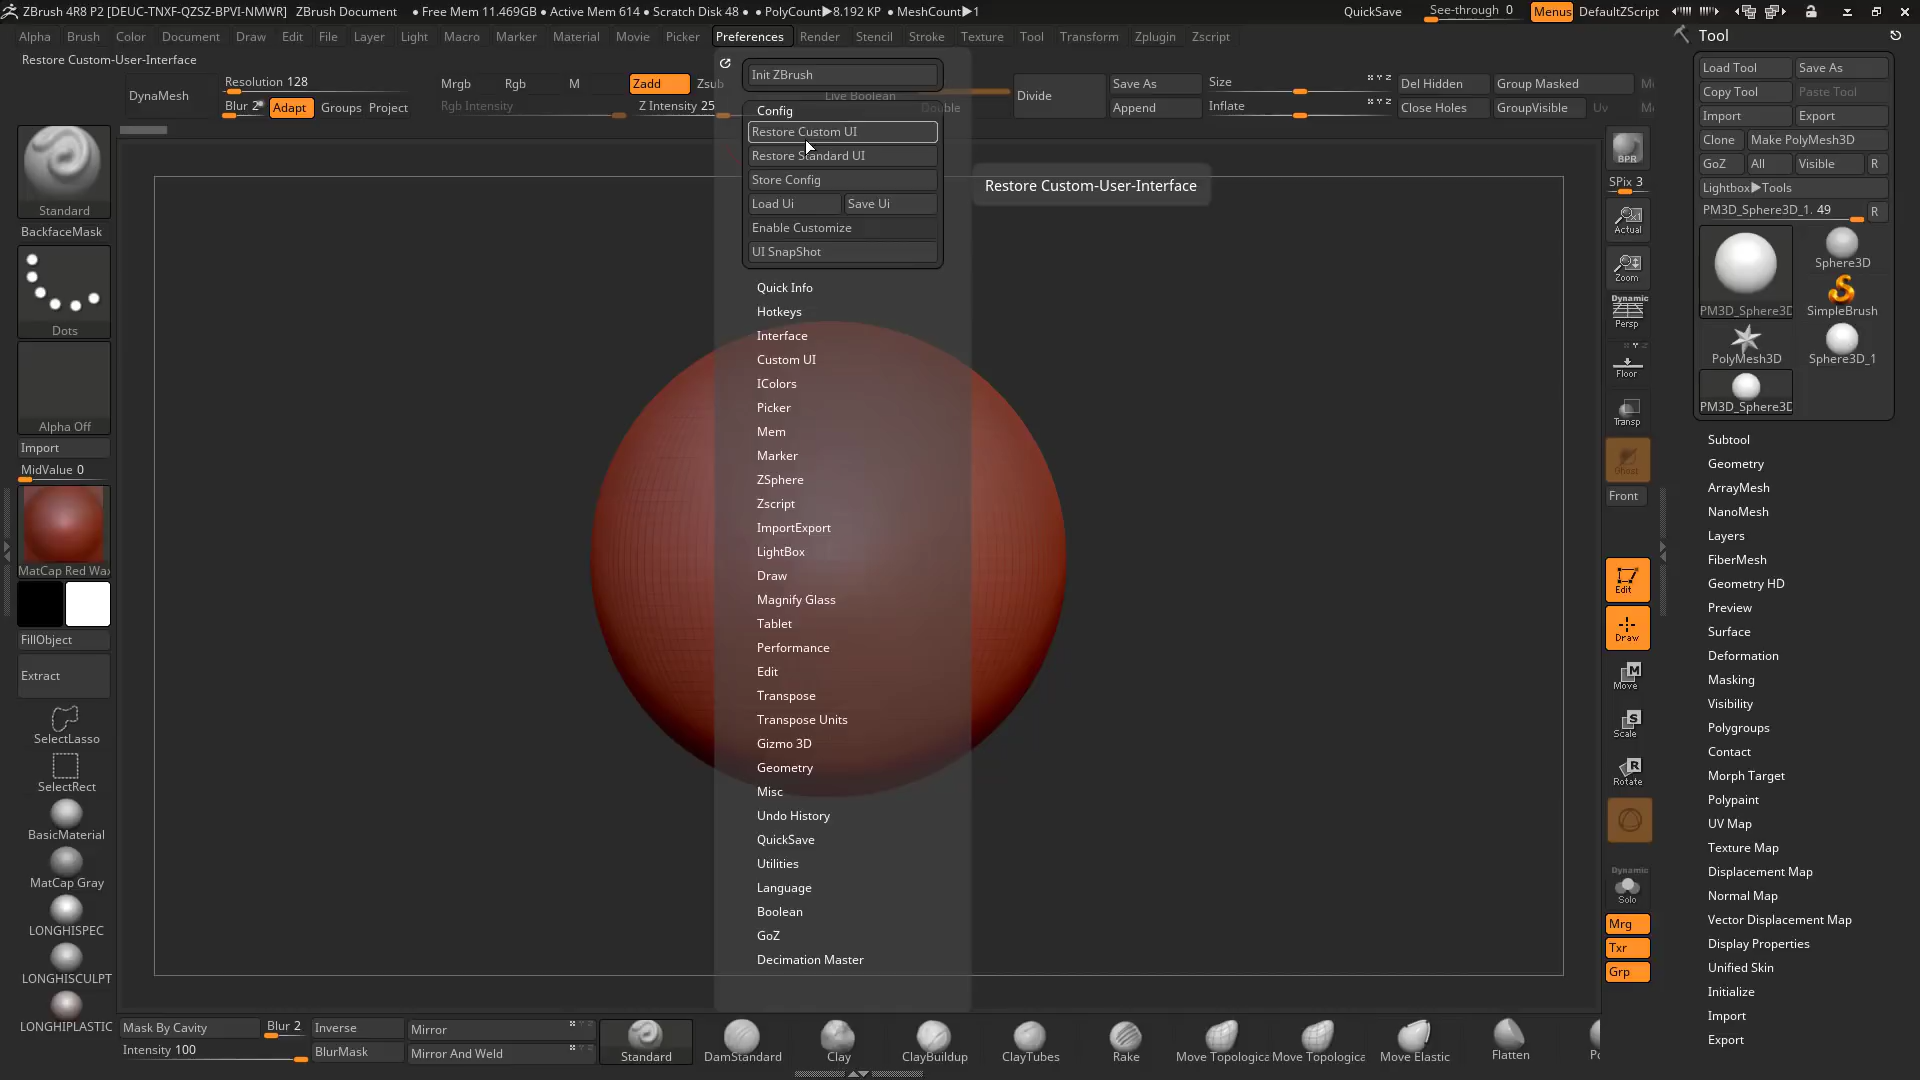 ZBrush 4R8 P2 [DEUC-TNXF-QZSZ-BPVI-NMWR] ZBrush Document ● Free Mem 11.469GB ● Active Mem 614 ● Scratch Disk 48 ● PolyCount▶8.192 KP ● MeshCount▶1 QuickSave See-through 0 Menus DefaultZScript
Alpha Brush Color Document Draw Edit File Layer Light Macro Marker Material Movie Picker Preferences Render Stencil Stroke Texture Tool Transform Zplugin Zscript
Restore Custom-User-Interface
DynaMesh
Resolution 128
Blur 2 Adapt Groups Project
Mrgb Rgb M Zadd Zsub
Rgb Intensity Z Intensity 25
Live Boolean
Double
Divide
Save As
Append
Size
Inflate
Del Hidden Group Masked
Close Holes GroupVisible Uv
Standard
BackfaceMask
Dots
Alpha Off
Import
MidValue 0
MatCap Red Wax
FillObject
Extract
SelectLasso
SelectRect
BasicMaterial
MatCap Gray
LONGHISPEC
LONGHISCULPT
LONGHIPLASTIC
Init ZBrush
Config
Restore Custom UI
Restore Standard UI
Store Config
Load Ui Save Ui
Enable Customize
UI SnapShot
Quick Info
Hotkeys
Interface
Custom UI
IColors
Picker
Mem
Marker
ZSphere
Zscript
ImportExport
LightBox
Draw
Magnify Glass
Tablet
Performance
Edit
Transpose
Transpose Units
Gizmo 3D
Geometry
Misc
Undo History
QuickSave
Utilities
Language
Boolean
GoZ
Decimation Master
Restore Custom-User-Interface
BPR
SPix 3
Actual
Zoom
Dynamic
Persp
Floor
Transp
Ghost
Front
Edit
Draw
Move
Scale
Rotate
Dynamic
Solo
Mrg
Txr
Grp
Tool
Load Tool Save As
Copy Tool Paste Tool
Import Export
Clone Make PolyMesh3D
GoZ All Visible R
Lightbox▶Tools
PM3D_Sphere3D_1. 49 R
PM3D_Sphere3D
Sphere3D
SimpleBrush
PolyMesh3D
Sphere3D_1
PM3D_Sphere3D
Subtool
Geometry
ArrayMesh
NanoMesh
Layers
FiberMesh
Geometry HD
Preview
Surface
Deformation
Masking
Visibility
Polygroups
Contact
Morph Target
Polypaint
UV Map
Texture Map
Displacement Map
Normal Map
Vector Displacement Map
Display Properties
Unified Skin
Initialize
Import
Export
Mask By Cavity Blur 2 Inverse Mirror
Intensity 100 BlurMask Mirror And Weld
Standard DamStandard Clay ClayBuildup ClayTubes Rake Move Topologica Move Topologica Move Elastic Flatten